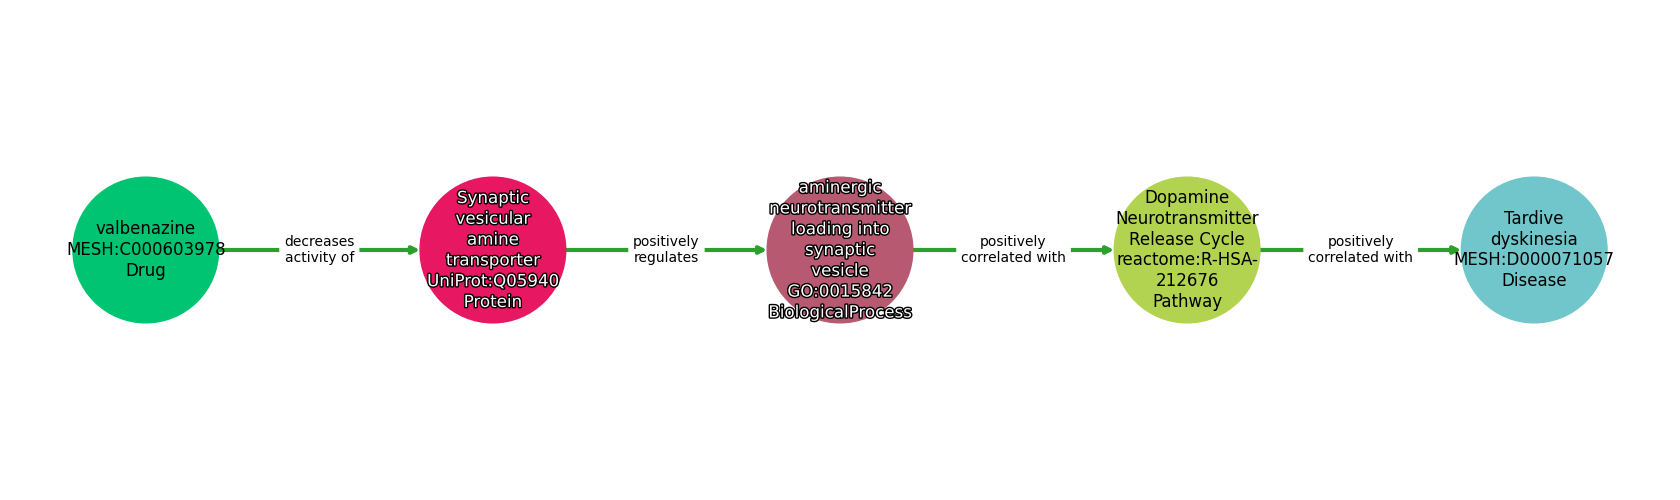 valbenazine
MESH:C000603978
Drug
decreases
activity of
Synaptic
vesicular
amine
transporter
UniProt:Q05940
Protein
positively
regulates
aminergic
neurotransmitter
loading into
synaptic
vesicle
GO:0015842
BiologicalProcess
positively
correlated with
Dopamine
Neurotransmitter
Release Cycle
reactome:R-HSA-
212676
Pathway
positively
correlated with
Tardive
dyskinesia
MESH:D000071057
Disease